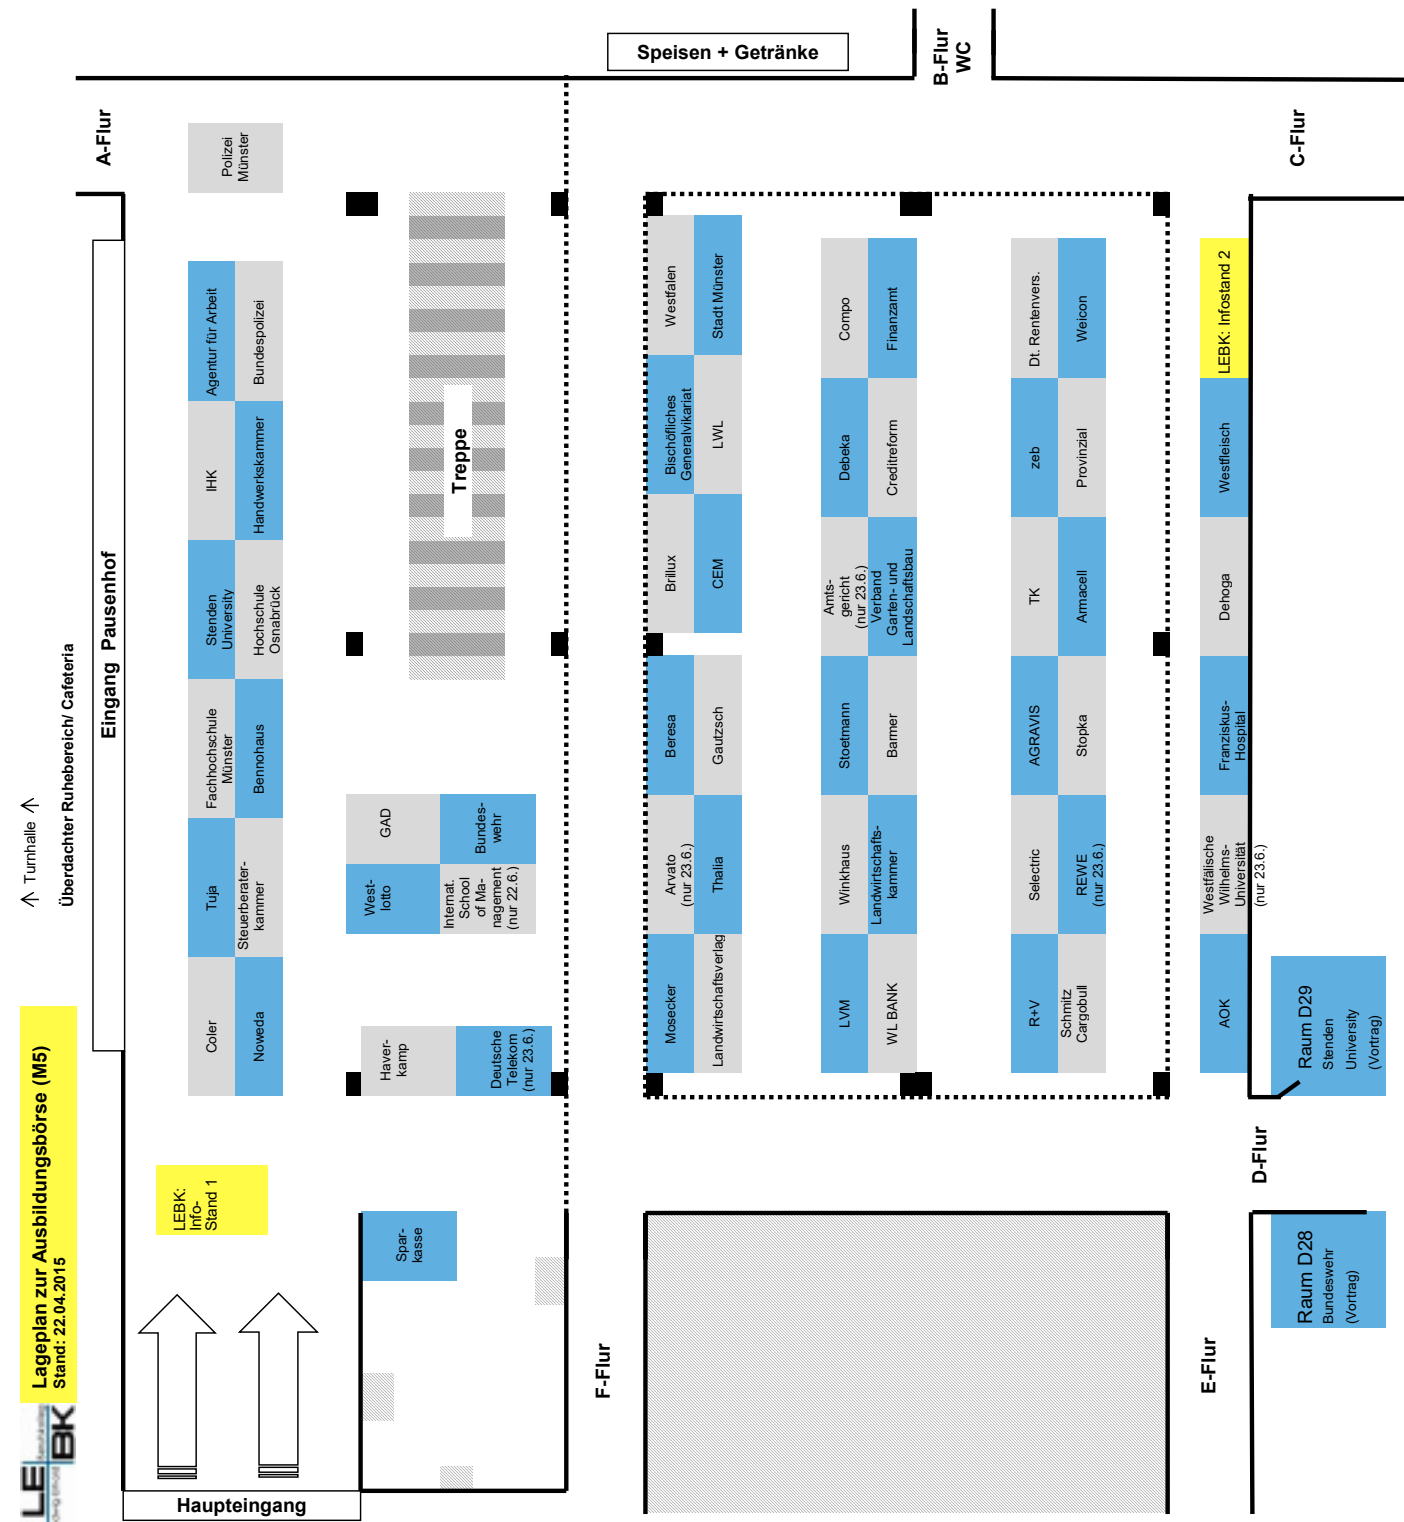 Speisen + Getränke
B-Flur
WC
A-Flur
C-Flur
Polizei
Münster
Eingang Pausenhof
Überdachter Ruhebereich/ Cafeteria
↑ Turnhalle ↑
Agentur für Arbeit
Bundespolizei
IHK
Handwerkskammer
Stenden
University
Hochschule
Osnabrück
Fachhochschule
Münster
Bennohaus
Tuja
Steuerberater-
kammer
Coler
Noweda
Treppe
GAD
Bundes-
wehr
West-
lotto
Internat.
School
of Ma-
nagement
(nur 22.6.)
Haver-
kamp
Deutsche
Telekom
(nur 23.6.)
Westfalen
Stadt Münster
Bischöfliches
Generalvikariat
LWL
Brillux
CEM
Beresa
Gautzsch
Arvato
(nur 23.6.)
Thalia
Mosecker
Landwirtschaftsverlag
Compo
Finanzamt
Debeka
Creditreform
Amts-
gericht
(nur 23.6.)
Verband
Garten- und
Landschaftsbau
Stoetmann
Barmer
Winkhaus
Landwirtschafts-
kammer
LVM
WL BANK
Dt. Rentenvers.
Weicon
zeb
Provinzial
TK
Armacell
AGRAVIS
Stopka
Selectric
REWE
(nur 23.6.)
R+V
Schmitz
Cargobull
LEBK: Infostand 2
Westfleisch
Dehoga
Franziskus-
Hospital
Westfälische
Wilhelms-
Universität
(nur 23.6.)
AOK
Raum D29
Stenden
University
(Vortrag)
D-Flur
Raum D28
Bundeswehr
(Vortrag)
E-Flur
F-Flur
LEBK:
Info-
Stand 1
Spar-
kasse
Haupteingang
Lageplan zur Ausbildungsbörse (M5)
Stand: 22.04.2015
LE
BK